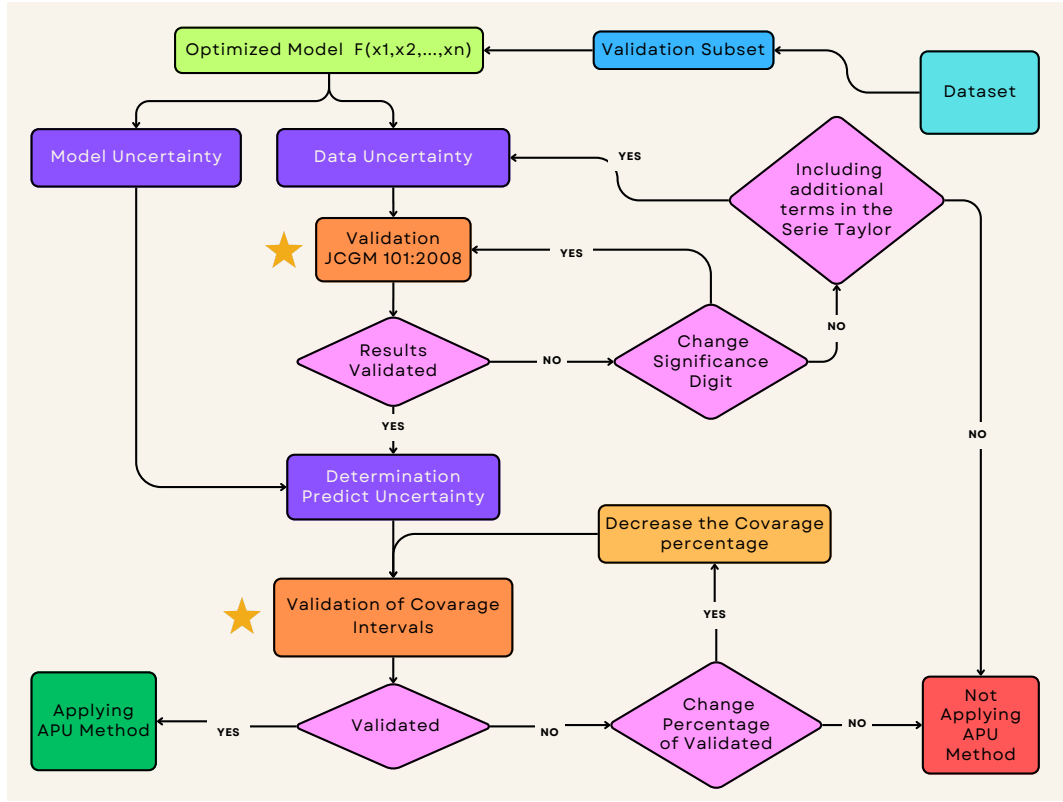 Optimized Model F(x1,x2,...,xn)
Validation Subset
Dataset
Model Uncertainty
Data Uncertainty
YES
Including
additional
terms in the
Serie Taylor
Validation
JCGM 101:2008
YES
NO
Results
Validated
NO
Change
Significance
Digit
YES
NO
Determination
Predict Uncertainty
Decrease the Covarage
percentage
Validation of Covarage
Intervals
YES
Applying
APU Method
YES
Validated
NO
Change
Percentage
of Validated
NO
Not
Applying
APU
Method